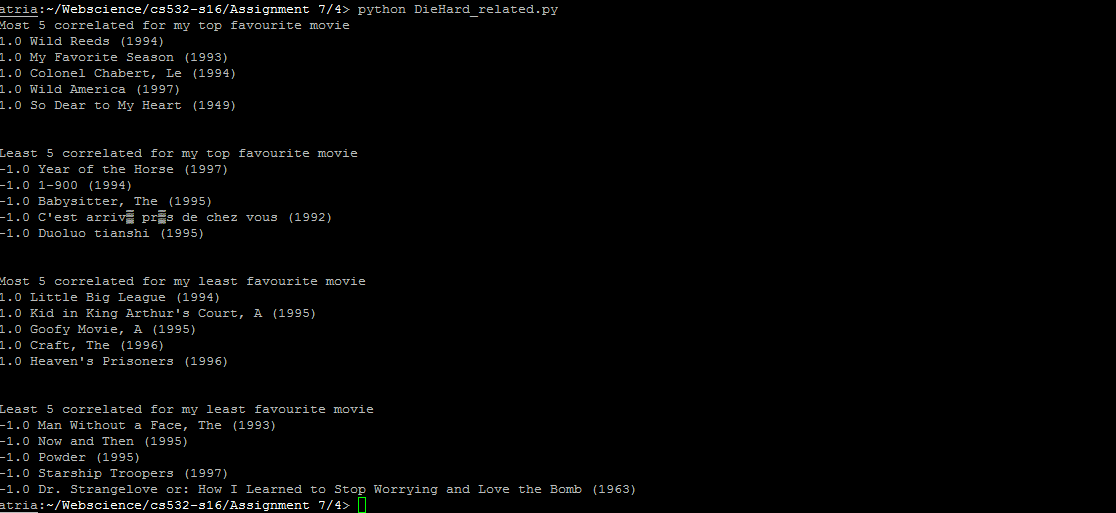 atria:~/Webscience/cs532-s16/Assignment 7/4> python DieHard_related.py
Most 5 correlated for my top favourite movie
1.0 Wild Reeds (1994)
1.0 My Favorite Season (1993)
1.0 Colonel Chabert, Le (1994)
1.0 Wild America (1997)
1.0 So Dear to My Heart (1949)
Least 5 correlated for my top favourite movie
-1.0 Year of the Horse (1997)
-1.0 1-900 (1994)
-1.0 Babysitter, The (1995)
-1.0 C'est arriv▒ pr▒s de chez vous (1992)
-1.0 Duoluo tianshi (1995)
Most 5 correlated for my least favourite movie
1.0 Little Big League (1994)
1.0 Kid in King Arthur's Court, A (1995)
1.0 Goofy Movie, A (1995)
1.0 Craft, The (1996)
1.0 Heaven's Prisoners (1996)
Least 5 correlated for my least favourite movie
-1.0 Man Without a Face, The (1993)
-1.0 Now and Then (1995)
-1.0 Powder (1995)
-1.0 Starship Troopers (1997)
-1.0 Dr. Strangelove or: How I Learned to Stop Worrying and Love the Bomb (1963)
atria:~/Webscience/cs532-s16/Assignment 7/4>